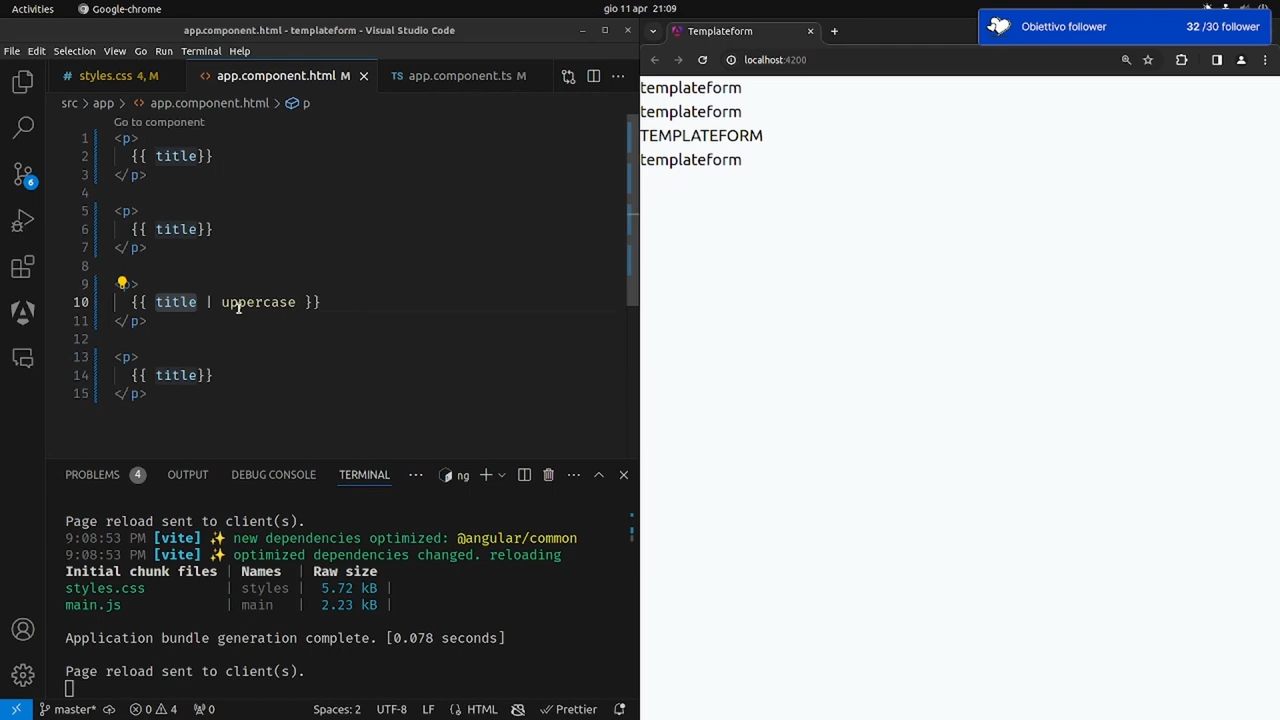 Activities
Google-chrome
gio 11 apr 21:09
app.component.html - templateform - Visual Studio Code
File Edit Selection View Go Run Terminal Help
styles.css 4, M
app.component.html M
TS app.component.ts M
src > app > app.component.html > p
Go to component
1 <p>
2 {{ title}}
3 </p>
4
5 <p>
6 {{ title}}
7 </p>
8
9 p>
10 {{ title | uppercase }}
11 </p>
12
13 <p>
14 {{ title}}
15 </p>
PROBLEMS 4 OUTPUT DEBUG CONSOLE TERMINAL ng
Page reload sent to client(s).
9:08:53 PM [vite] ✨ new dependencies optimized: @angular/common
9:08:53 PM [vite] ✨ optimized dependencies changed. reloading
Initial chunk files | Names | Raw size
styles.css | styles | 5.72 kB |
main.js | main | 2.23 kB |
Application bundle generation complete. [0.078 seconds]
Page reload sent to client(s).
6
master* 0 4 0 Spaces: 2 UTF-8 LF HTML Prettier
Templateform
Obiettivo follower 32 /30 follower
localhost:4200
templateform
templateform
TEMPLATEFORM
templateform